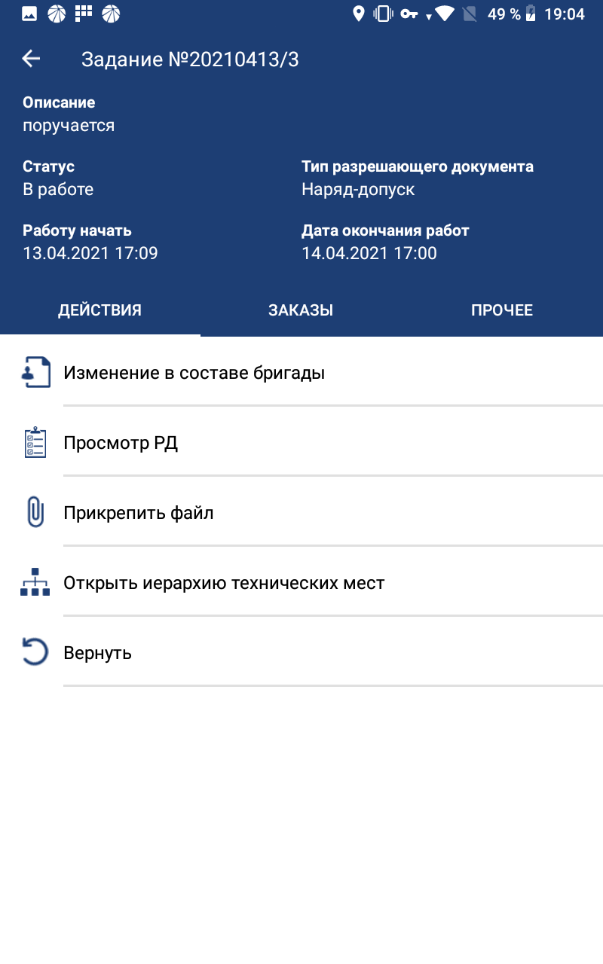 49 % 19:04
Задание №20210413/3
Описание
поручается
Статус
Тип разрешающего документа
В работе
Наряд-допуск
Работу начать
Дата окончания работ
13.04.2021 17:09
14.04.2021 17:00
ДЕЙСТВИЯ
ЗАКАЗЫ
ПРОЧЕЕ
Изменение в составе бригады
Просмотр РД
Прикрепить файл
Открыть иерархию технических мест
Вернуть